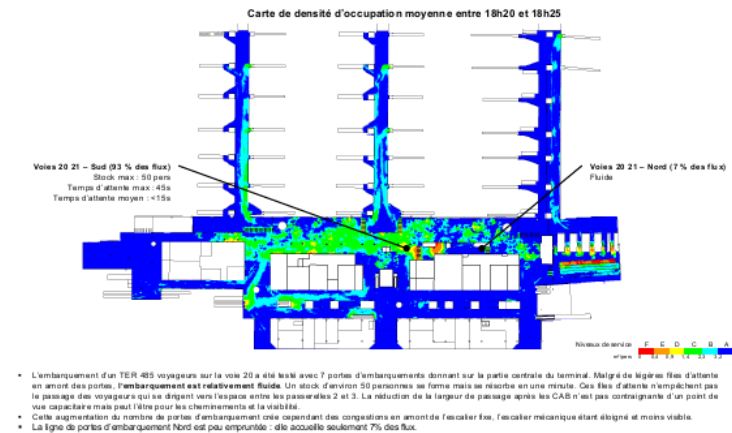 Carte de densité d'occupation moyenne entre 18h20 et 18h25
Voies 20 21 – Sud (93 % des flux)
Stock max : 50 pers
Temps d'attente max : 45s
Temps d'attente moyen : <15s
Voies 20 21 – Nord (7 % des flux)
Fluide
Niveaux de service F E D C B A
m²/pers
• L'embarquement d'un TER 485 voyageurs sur la voie 20 a été testé avec 7 portes d'embarquements donnant sur la partie centrale du terminal. Malgré de légères files d'attente
en amont des portes, l'embarquement est relativement fluide. Un stock d'environ 50 personnes se forme mais se résorbe en une minute. Ces files d'attente n'empêchent pas
le passage des voyageurs qui se dirigent vers l'espace entre les passerelles 2 et 3. La réduction de la largeur de passage après les CAB n'est pas contraignante d'un point de
vue capacitaire mais peut l'être pour les cheminements et la visibilité.
• Cette augmentation du nombre de portes d'embarquement crée cependant des congestions en amont de l'escalier fixe, l'escalier mécanique étant éloigné et moins visible.
• La ligne de portes d'embarquement Nord est peu empruntée : elle accueille seulement 7% des flux.